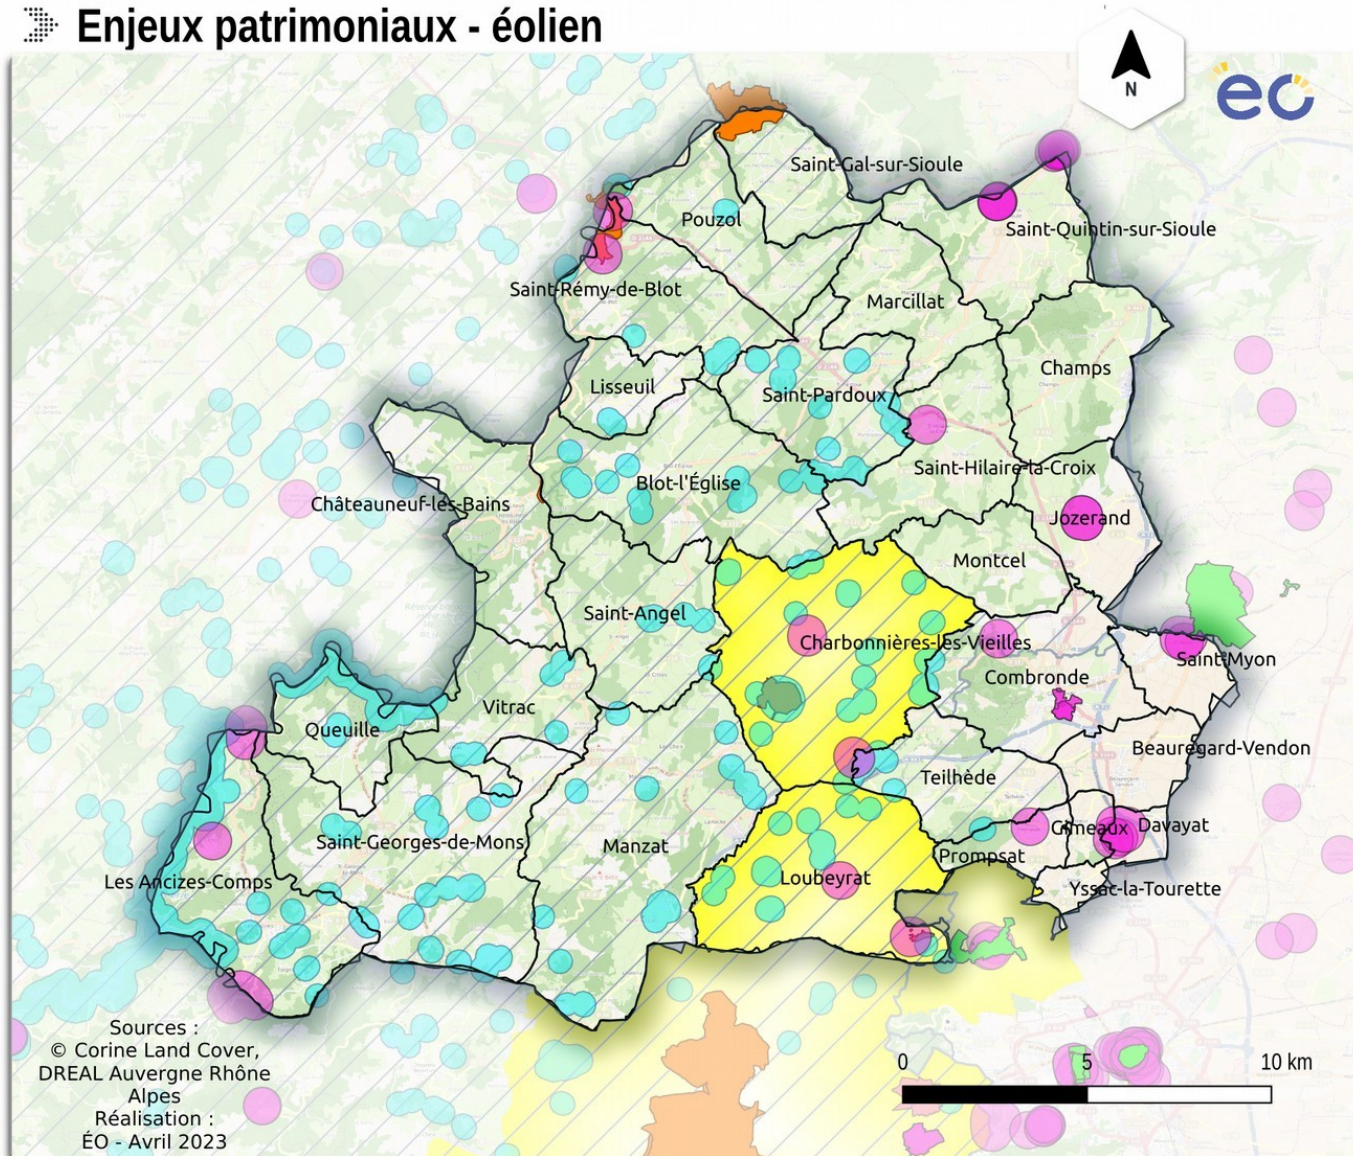 Enjeux patrimoniaux - éolien
N
éo
Saint-Gal-sur-Sioule
Pouzol
Saint-Quintin-sur-Sioule
Saint-Rémy-de-Blot
Marcillat
Champs
Lisseuil
Saint-Pardoux
Saint-Hilaire-la-Croix
Blot-l'Église
Châteauneuf-les-Bains
Jozerand
Montcel
Saint-Angel
Charbonnières-les-Vieilles
Saint-Myon
Combronde
Vitrac
Queuille
Beauregard-Vendon
Teilhède
Gimeaux
Davayat
Saint-Georges-de-Mons
Manzat
Prompsat
Loubeyrat
Les Ancizes-Comps
Yssac-la-Tourette
Sources :
© Corine Land Cover,
DREAL Auvergne Rhône
Alpes
Réalisation :
ÉO - Avril 2023
0 5 10 km